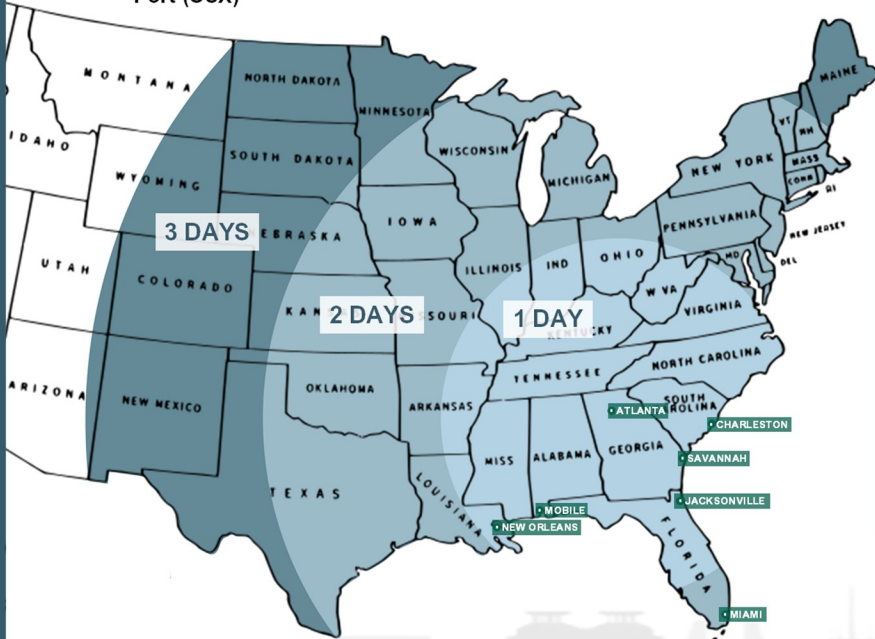 MONTANA
NORTH DAKOTA
MINNESOTA
MAINE
IDAHO
SOUTH DAKOTA
WISCONSIN
MICHIGAN
VT
NH
NEW YORK
MASS
CONN
RI
WYOMING
3 DAYS
EBRASKA
IOWA
PENNSYLVANIA
NEW JERSEY
UTAH
COLORADO
ILLINOIS
IND
OHIO
MD
DEL
KAN
2 DAYS
SOURI
1 DAY
KENTUCKY
W VA
VIRGINIA
ARIZONA
NEW MEXICO
OKLAHOMA
ARKANSAS
TENNESSEE
NORTH CAROLINA
SOUTH
ROLINA
ATLANTA
CHARLESTON
TEXAS
LOUISIANA
MISS
ALABAMA
GEORGIA
SAVANNAH
JACKSONVILLE
MOBILE
NEW ORLEANS
FLORIDA
MIAMI